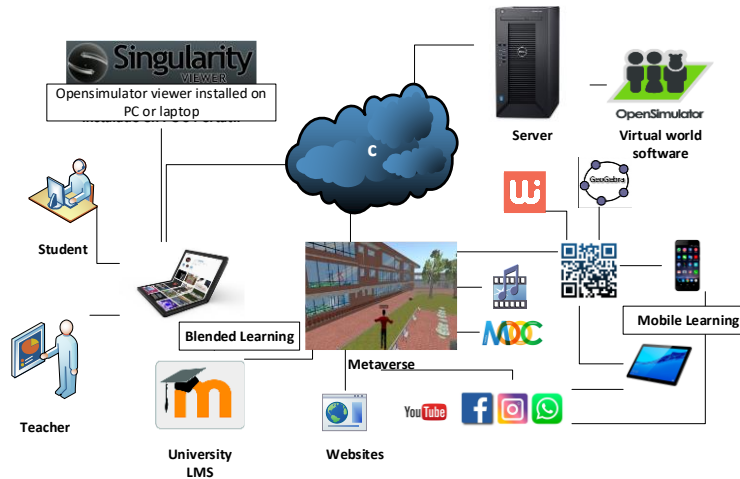 Singularity
VIEWER
Opensimulator viewer installed on
PC or laptop
C
Server
OpenSimulator
Virtual world
software
GeoGebra
Student
Blended Learning
Mobile Learning
MOOC
Metaverse
Teacher
University
LMS
Websites
YouTube